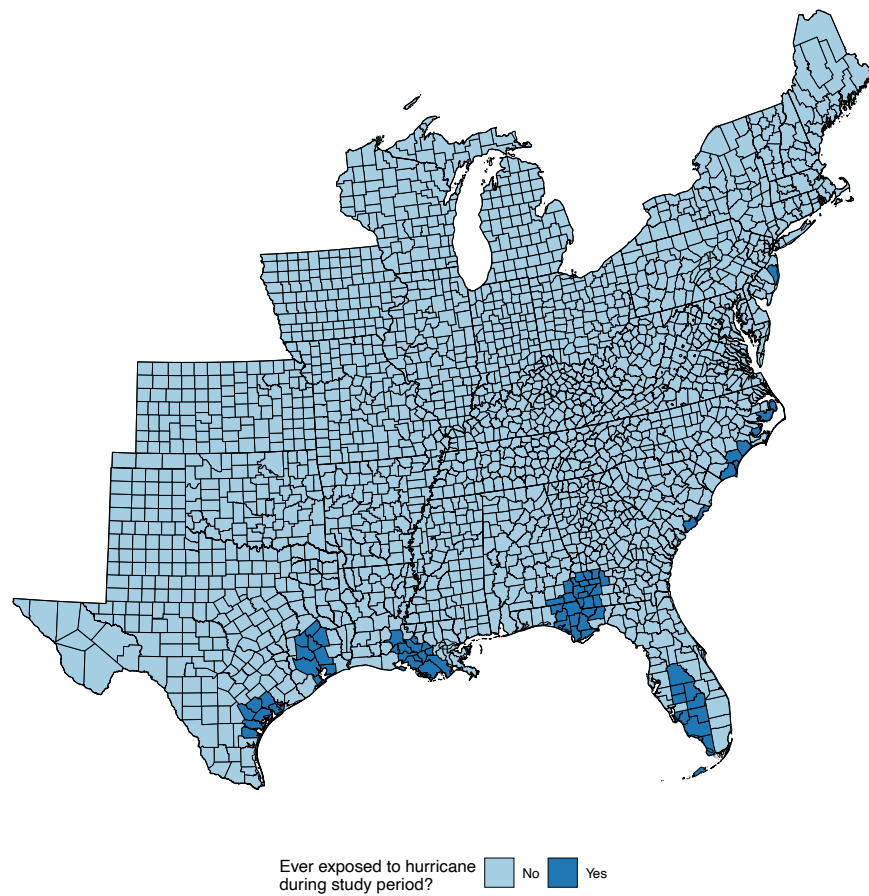 Ever exposed to hurricane
during study period?
No
Yes